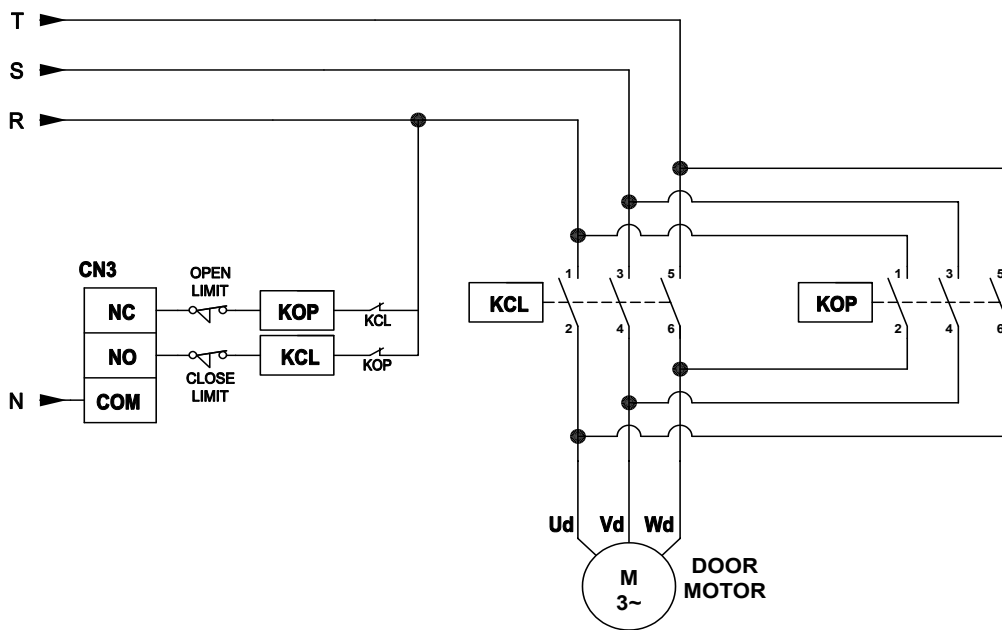 T
S
R
CN3
NC
OPEN
LIMIT
KOP
KCL
NO
CLOSE
LIMIT
KCL
KOP
N
COM
KCL
1
3
5
2
4
6
KOP
1
3
5
2
4
6
Ud
Vd
Wd
M
3~
DOOR
MOTOR